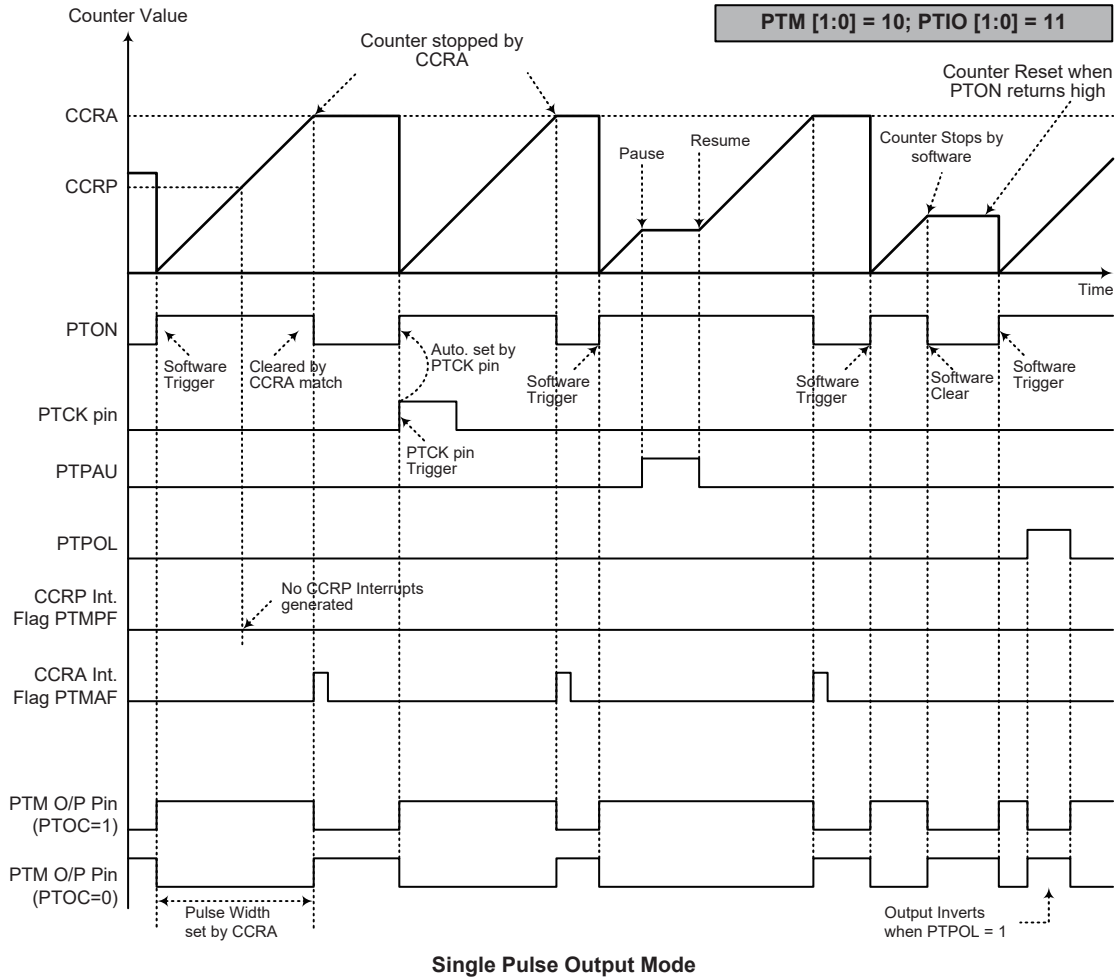 Counter Value
PTM [1:0] = 10; PTIO [1:0] = 11
Counter stopped by
CCRA
Counter Reset when
PTON returns high
CCRA
Counter Stops by
software
Pause
Resume
CCRP
Time
PTON
Software
Trigger
Cleared by
CCRA match
Auto. set by
PTCK pin
Software
Trigger
Software
Trigger
Software
Clear
Software
Trigger
PTCK pin
PTCK pin
Trigger
PTPAU
PTPOL
No CCRP Interrupts
generated
CCRP Int.
Flag PTMPF
CCRA Int.
Flag PTMAF
PTM O/P Pin
(PTOC=1)
PTM O/P Pin
(PTOC=0)
Pulse Width
set by CCRA
Output Inverts
when PTPOL = 1
Single Pulse Output Mode